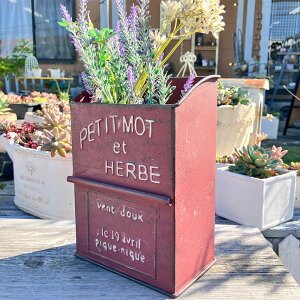 PETIT•MOT
et
HERBE
vent doux
le 19 avril
pique-nique